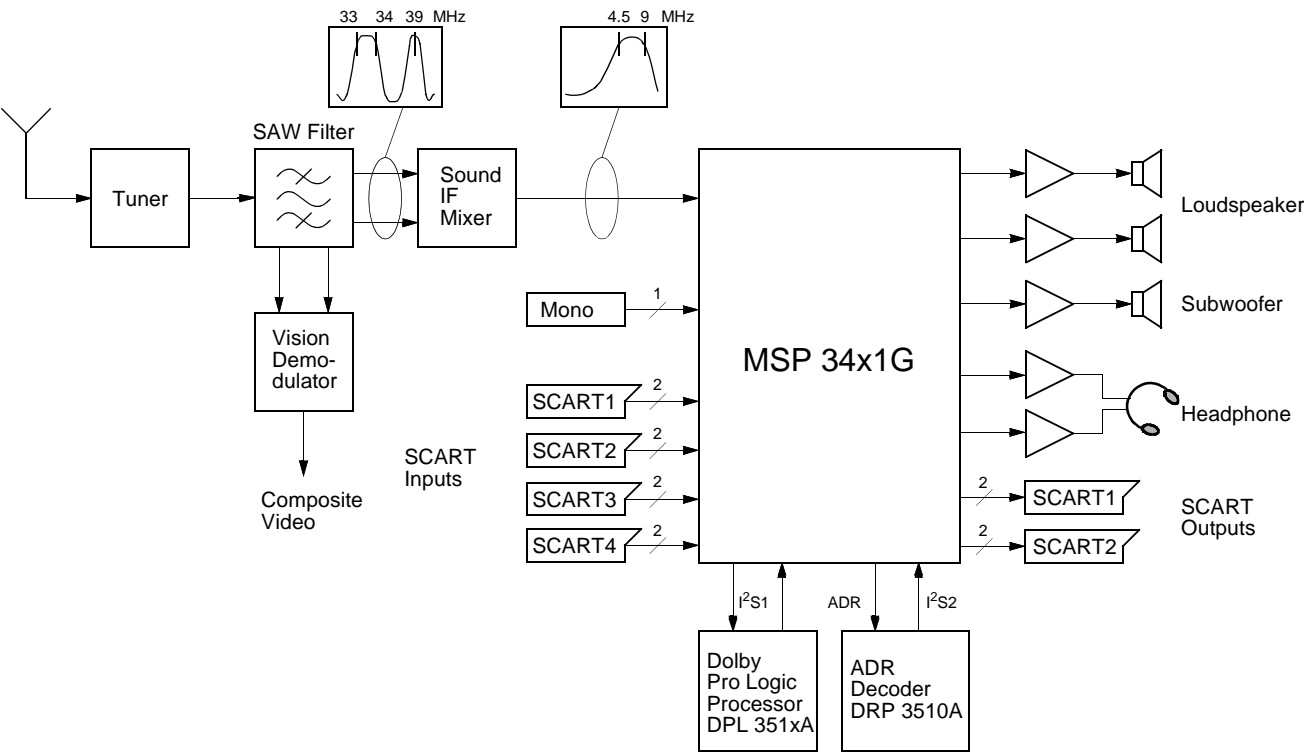 33 34 39 MHz
4.5 9 MHz
SAW Filter
Tuner
Sound
IF
Mixer
Loudspeaker
Mono
1
Subwoofer
Vision
Demo-
dulator
MSP 34x1G
SCART1
2
Headphone
SCART2
2
SCART
Inputs
Composite
Video
SCART3
2
SCART4
2
2
SCART1
2
SCART2
SCART
Outputs
I²S1
ADR
I²S2
Dolby
Pro Logic
Processor
DPL 351xA
ADR
Decoder
DRP 3510A